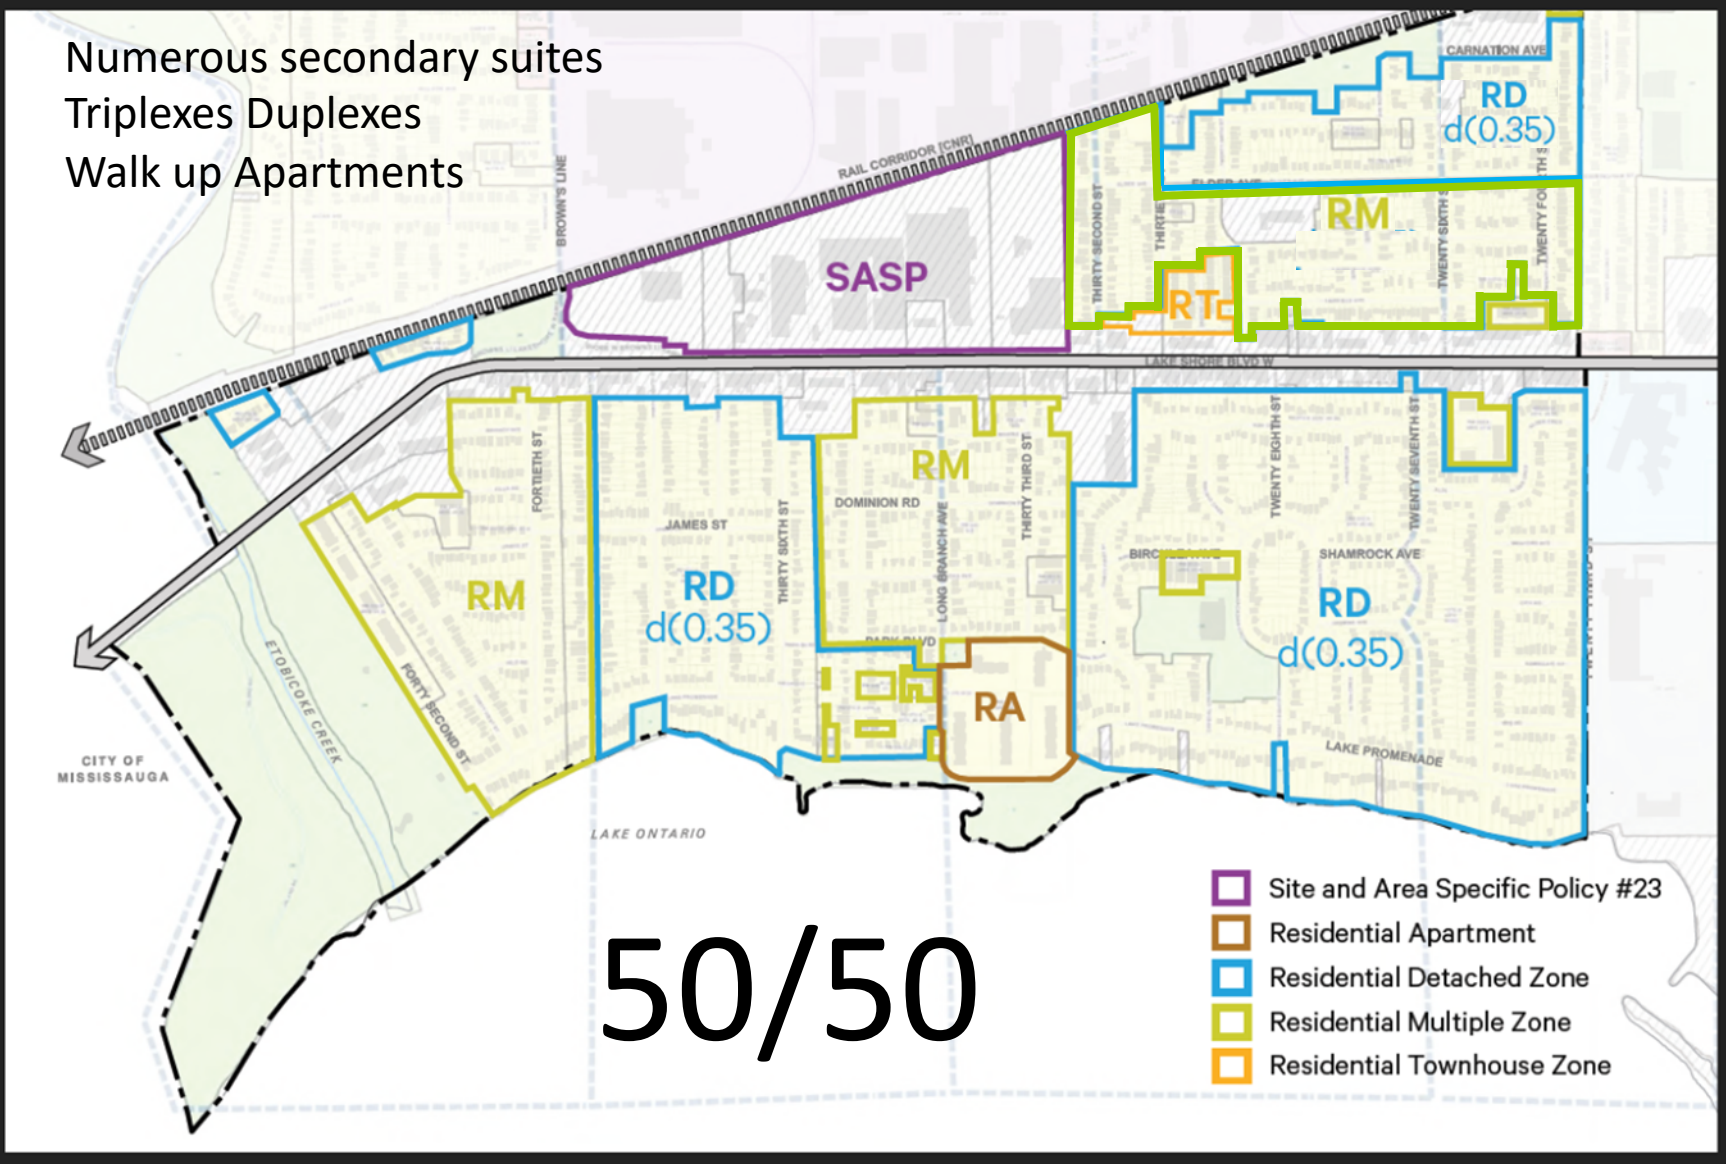 Numerous secondary suites
Triplexes Duplexes
Walk up Apartments
CARNATION AVE
RD
d(0.35)
RAIL CORRIDOR [CNR]
BROWN'S LINE
ELDER AVE
THIRTY SECOND ST
RM
TWENTY SIXTH S
SASP
RT
LAKE SHORE BLVD W
FORTIETH ST
RM
THIRTY THIRD ST
DOMINION RD
LONG BRANCH AVE
JAMES ST
THIRTY SIXTH ST
TWENTY EIGHTH ST
TWENTY SEVENTH ST
SHAMROCK AVE
RM
RD
d(0.35)
RD
d(0.35)
PARK BLVD
RA
ETOBICOKE CREEK
FORTY SECOND ST
LAKE PROMENADE
CITY OF
MISSISSAUGA
LAKE ONTARIO
50/50
Site and Area Specific Policy #23
Residential Apartment
Residential Detached Zone
Residential Multiple Zone
Residential Townhouse Zone